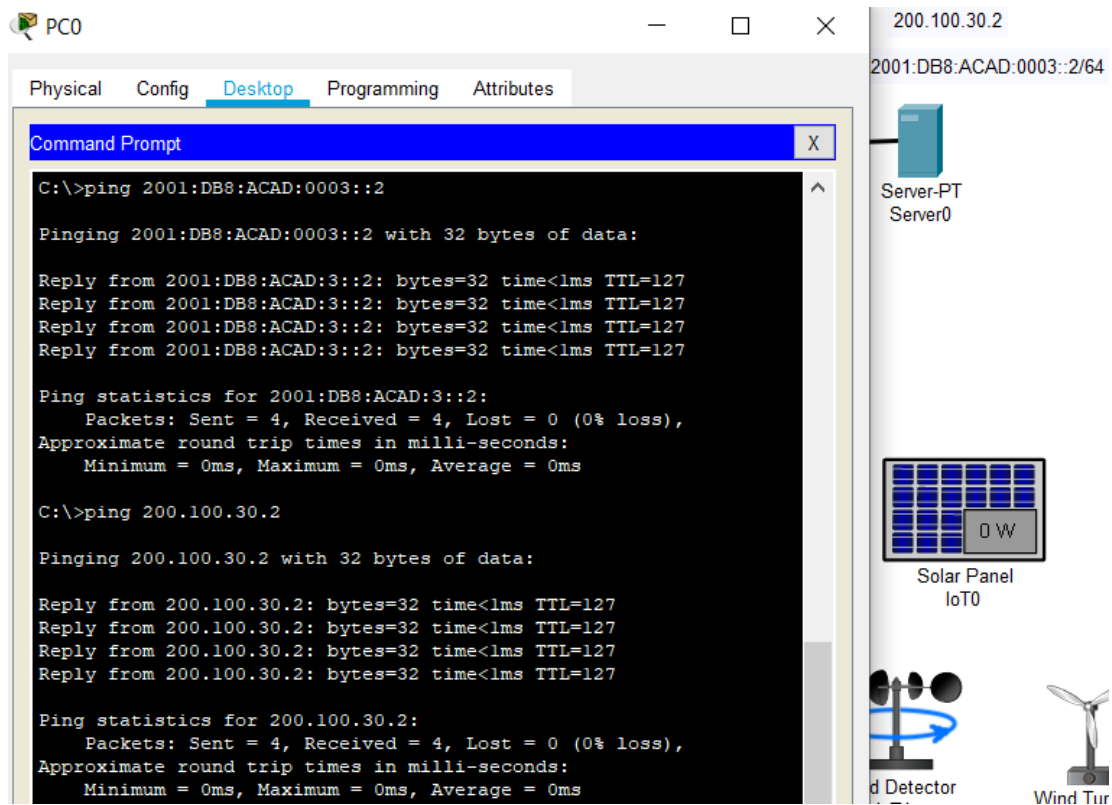 PC0
Physical Config Desktop Programming Attributes
Command Prompt X
C:\>ping 2001:DB8:ACAD:0003::2
Pinging 2001:DB8:ACAD:0003::2 with 32 bytes of data:
Reply from 2001:DB8:ACAD:3::2: bytes=32 time<1ms TTL=127
Reply from 2001:DB8:ACAD:3::2: bytes=32 time<1ms TTL=127
Reply from 2001:DB8:ACAD:3::2: bytes=32 time<1ms TTL=127
Reply from 2001:DB8:ACAD:3::2: bytes=32 time<1ms TTL=127
Ping statistics for 2001:DB8:ACAD:3::2:
Packets: Sent = 4, Received = 4, Lost = 0 (0% loss),
Approximate round trip times in milli-seconds:
Minimum = 0ms, Maximum = 0ms, Average = 0ms
C:\>ping 200.100.30.2
Pinging 200.100.30.2 with 32 bytes of data:
Reply from 200.100.30.2: bytes=32 time<1ms TTL=127
Reply from 200.100.30.2: bytes=32 time<1ms TTL=127
Reply from 200.100.30.2: bytes=32 time<1ms TTL=127
Reply from 200.100.30.2: bytes=32 time<1ms TTL=127
Ping statistics for 200.100.30.2:
Packets: Sent = 4, Received = 4, Lost = 0 (0% loss),
Approximate round trip times in milli-seconds:
Minimum = 0ms, Maximum = 0ms, Average = 0ms
200.100.30.2
2001:DB8:ACAD:0003::2/64
Server-PT
Server0
0 W
Solar Panel
IoT0
d Detector
Wind Tur